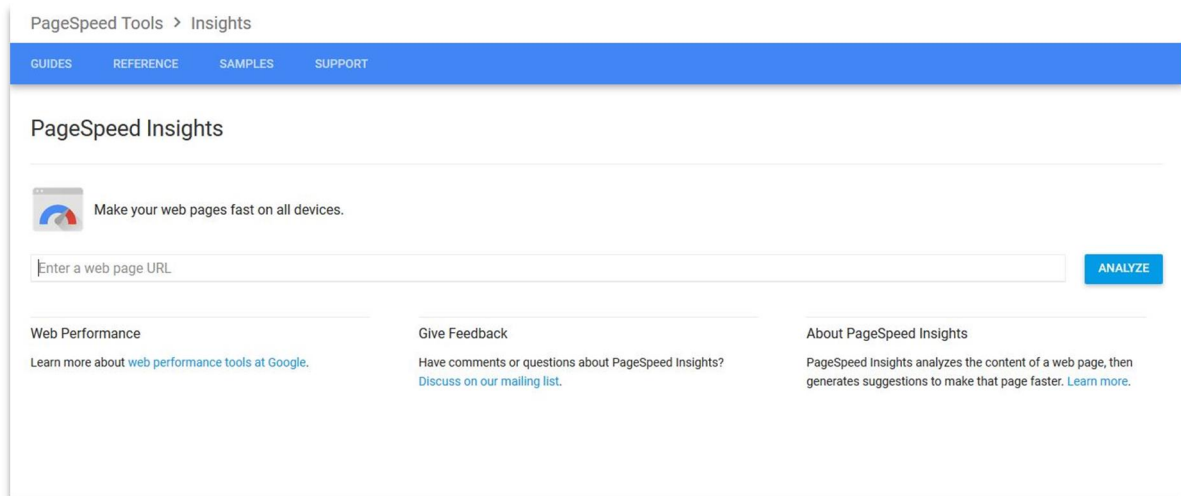 PageSpeed Tools > Insights
GUIDES REFERENCE SAMPLES SUPPORT
PageSpeed Insights
Make your web pages fast on all devices.
Enter a web page URL
ANALYZE
Web Performance
Learn more about web performance tools at Google.
Give Feedback
Have comments or questions about PageSpeed Insights?
Discuss on our mailing list.
About PageSpeed Insights
PageSpeed Insights analyzes the content of a web page, then
generates suggestions to make that page faster. Learn more.